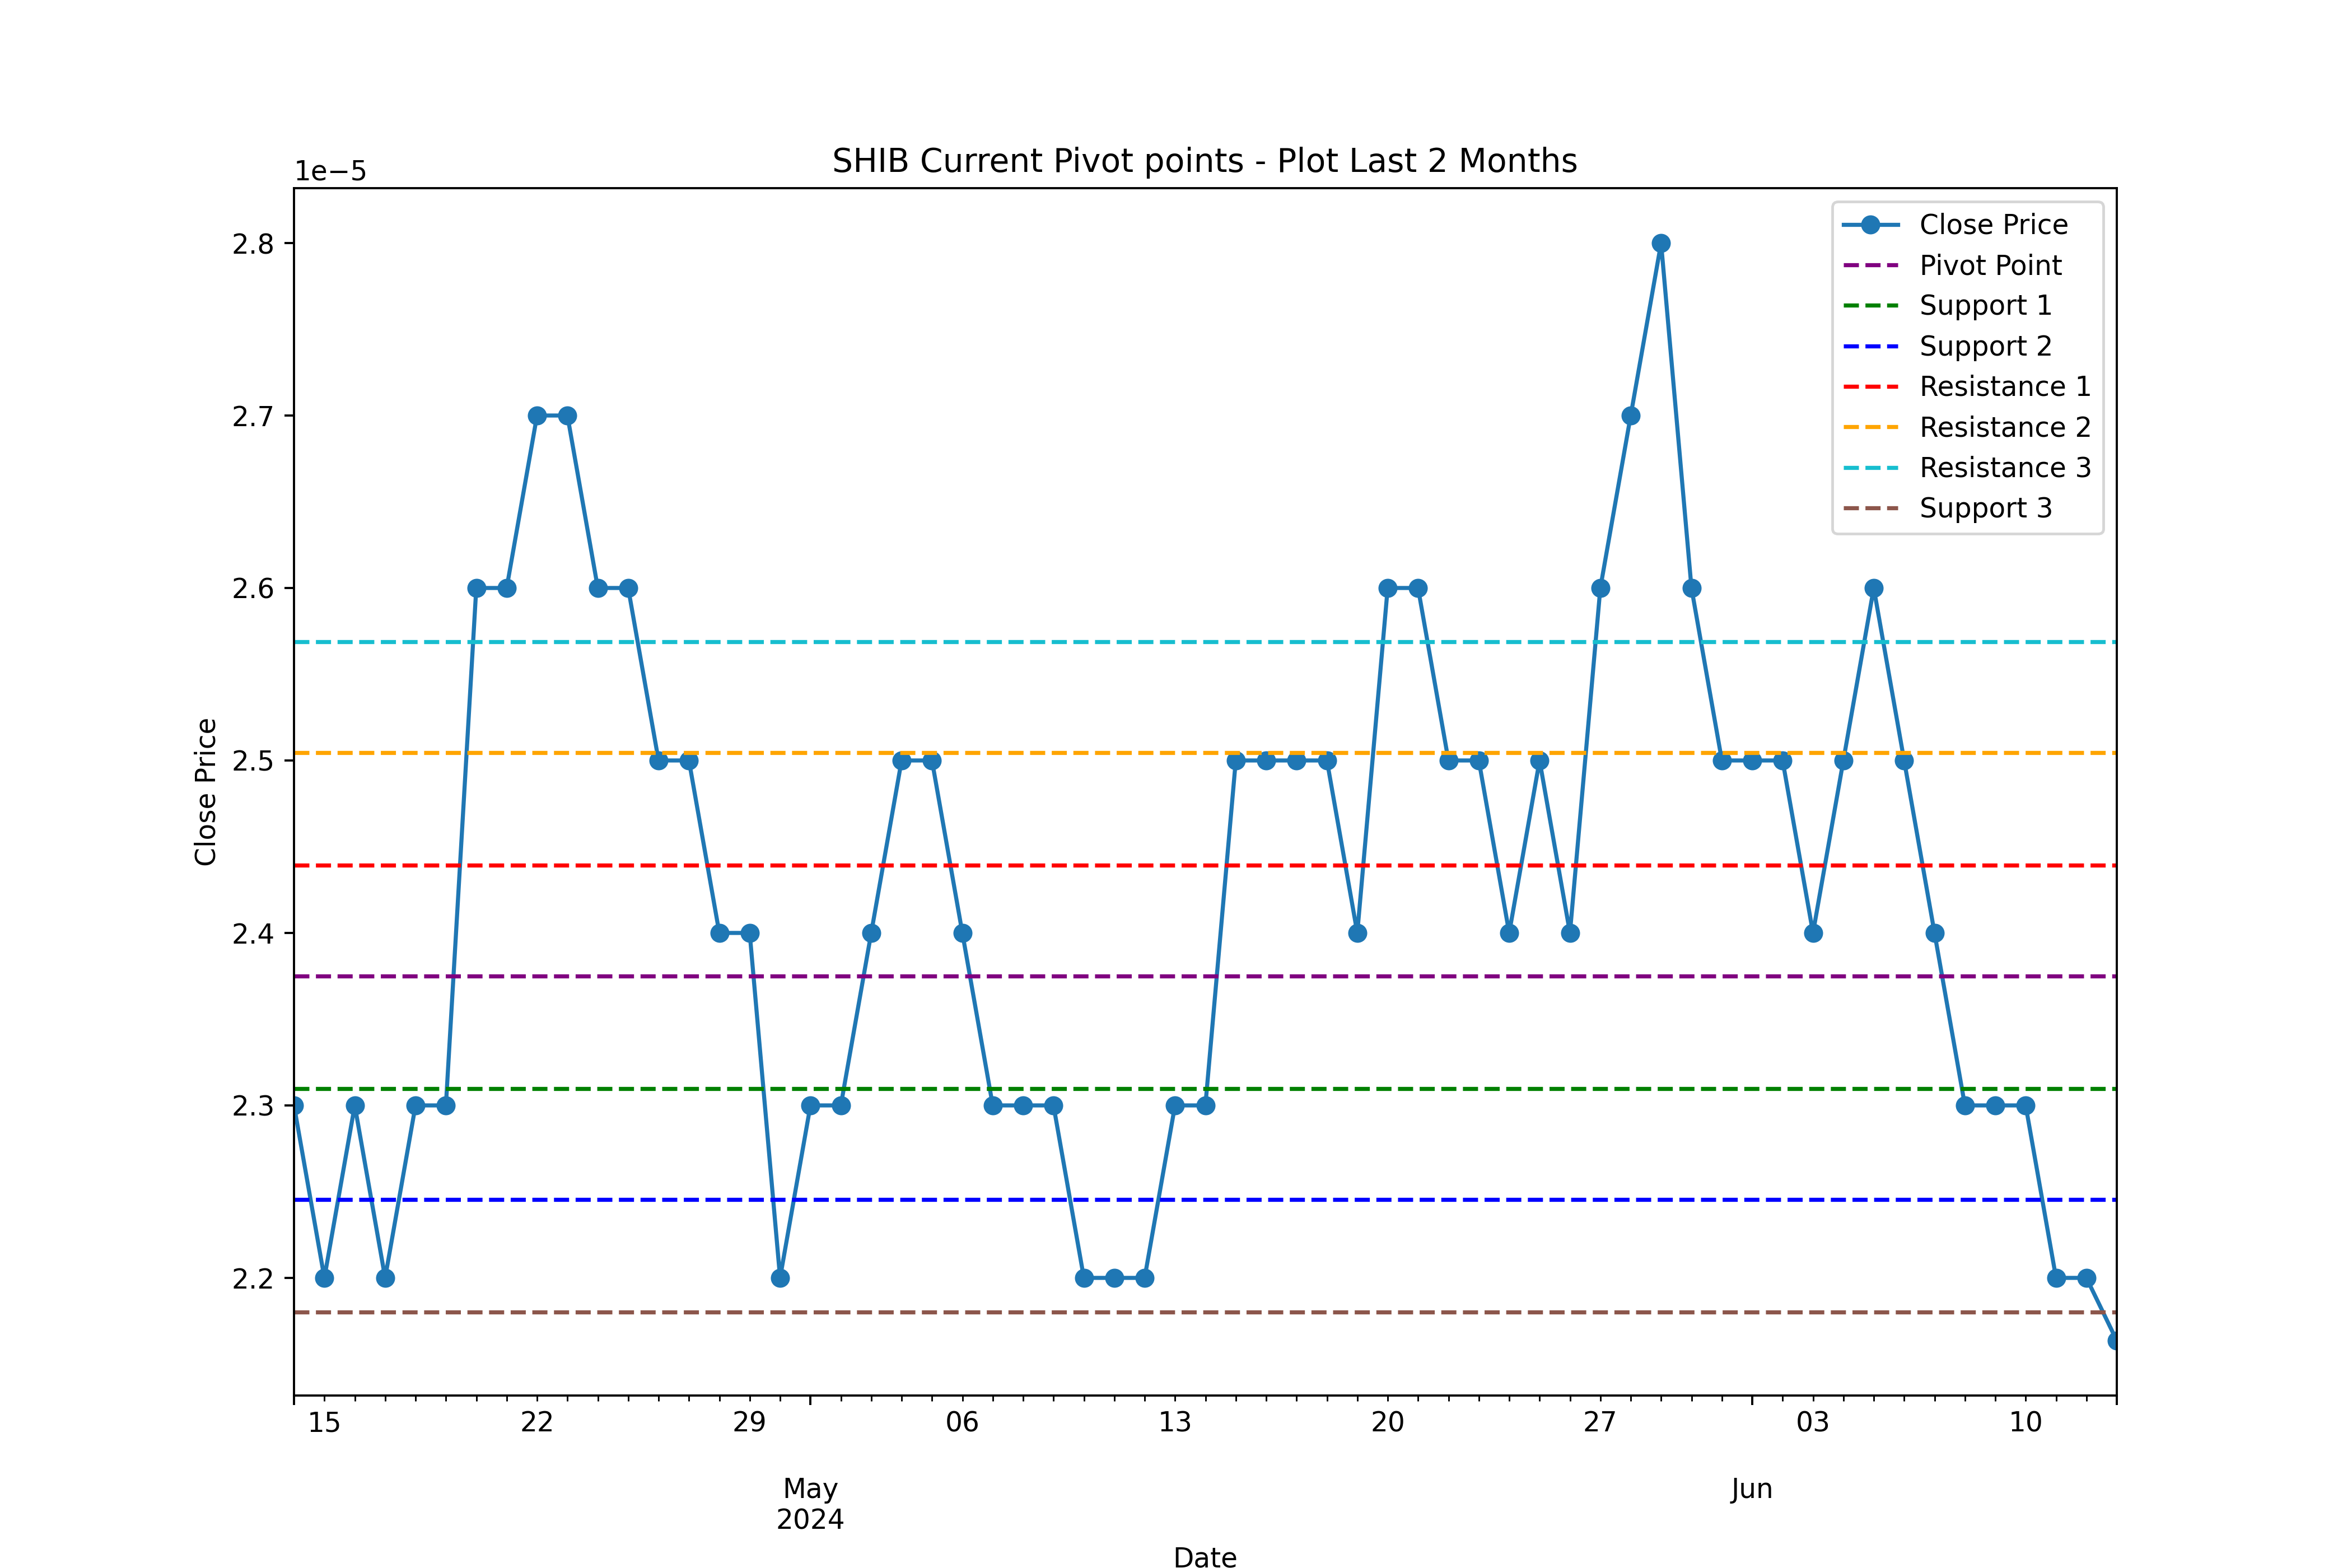 SHIB Current Pivot points - Plot Last 2 Months
1e−5
Close Price
Pivot Point
Support 1
Support 2
Resistance 1
Resistance 2
Resistance 3
Support 3
2.8
2.7
2.6
2.5
2.4
2.3
2.2
Close Price
15 22 29 06 13 20 27 03 10
May Jun
2024
Date